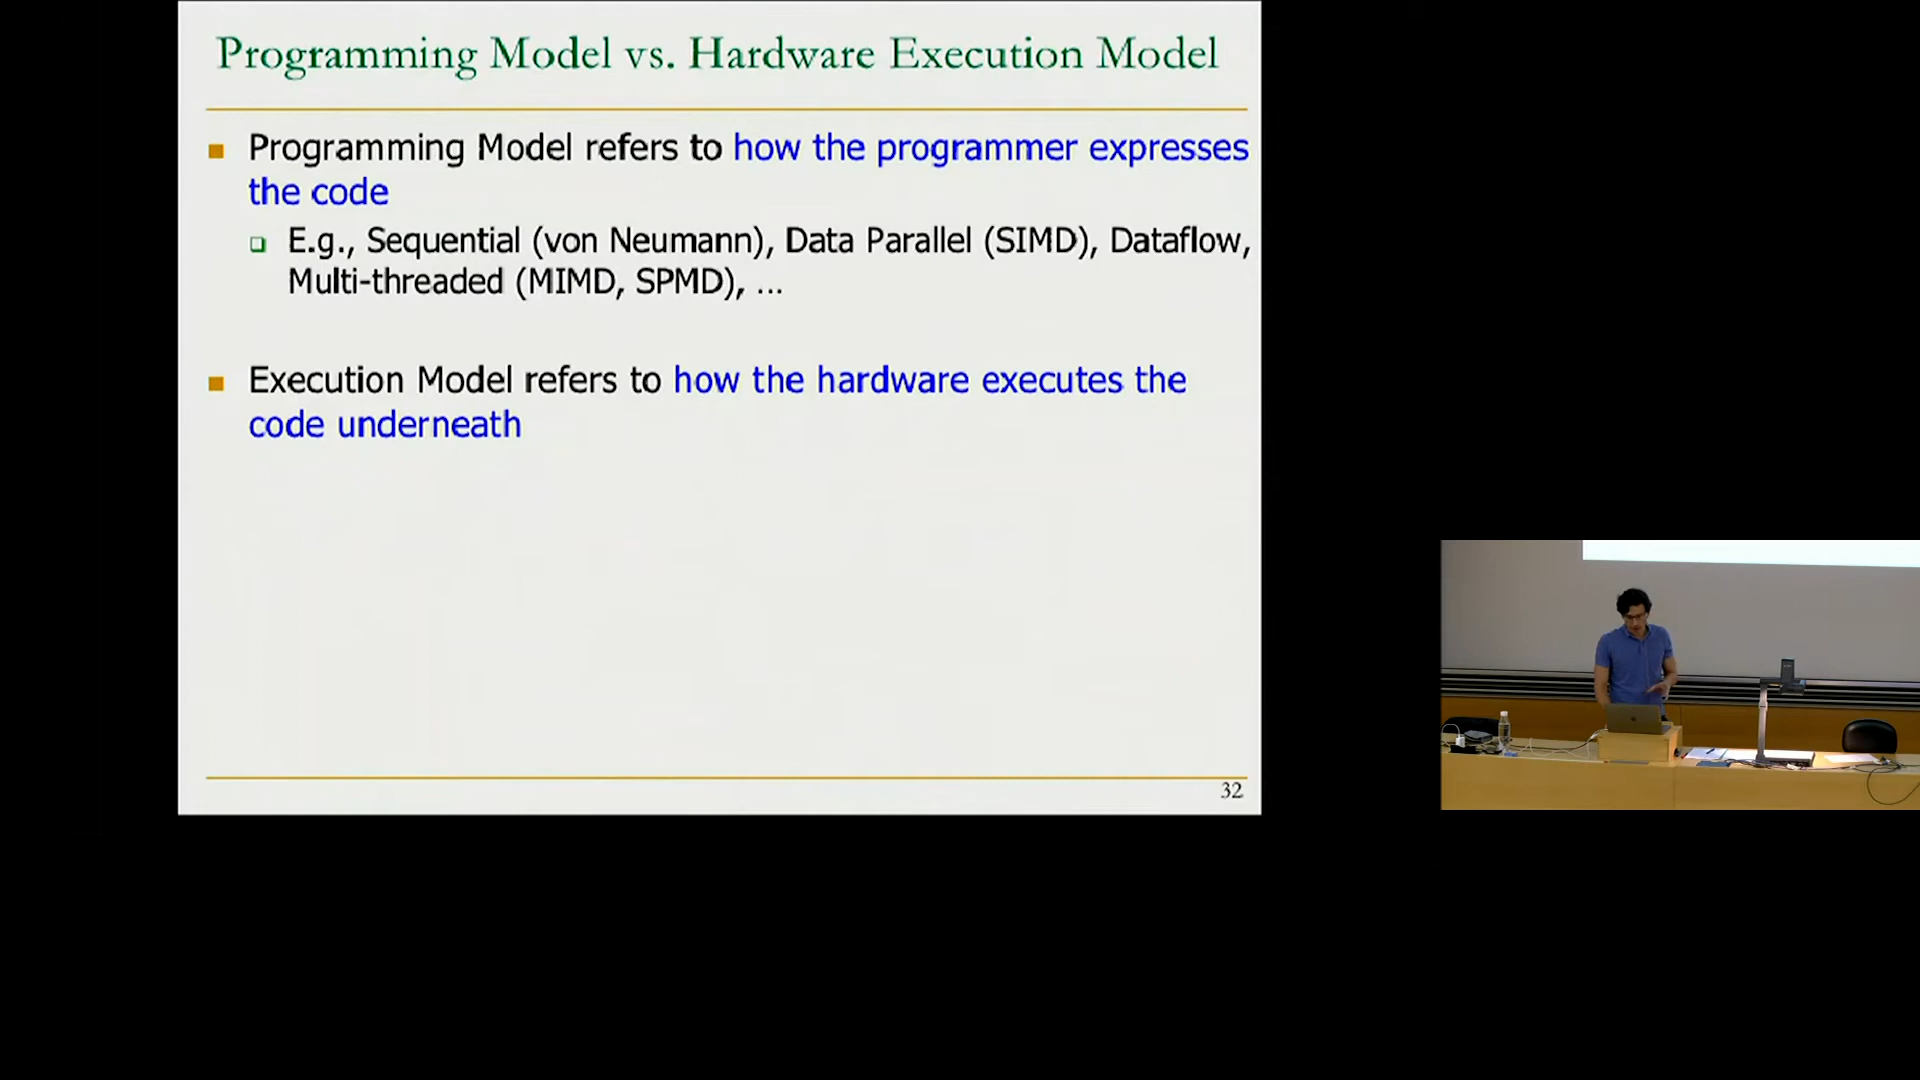 Programming Model vs. Hardware Execution Model
Programming Model refers to how the programmer expresses
the code
E.g., Sequential (von Neumann), Data Parallel (SIMD), Dataflow,
Multi-threaded (MIMD, SPMD), ...
Execution Model refers to how the hardware executes the
code underneath
32